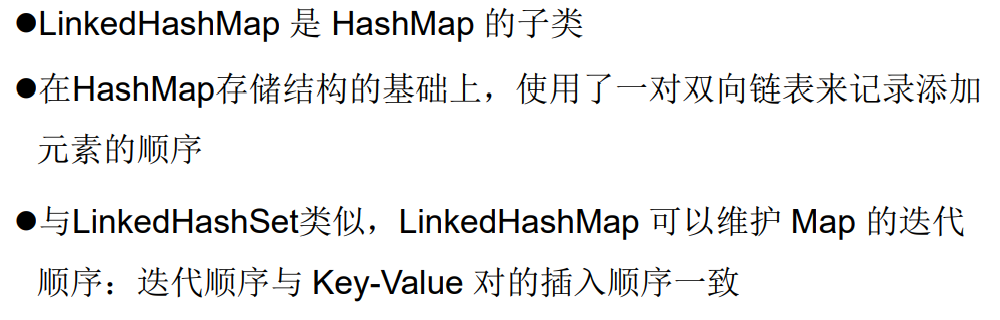 ●LinkedHashMap 是 HashMap 的子类
●在HashMap存储结构的基础上，使用了一对双向链表来记录添加
元素的顺序
●与LinkedHashSet类似，LinkedHashMap 可以维护 Map 的迭代
顺序：迭代顺序与 Key-Value 对的插入顺序一致